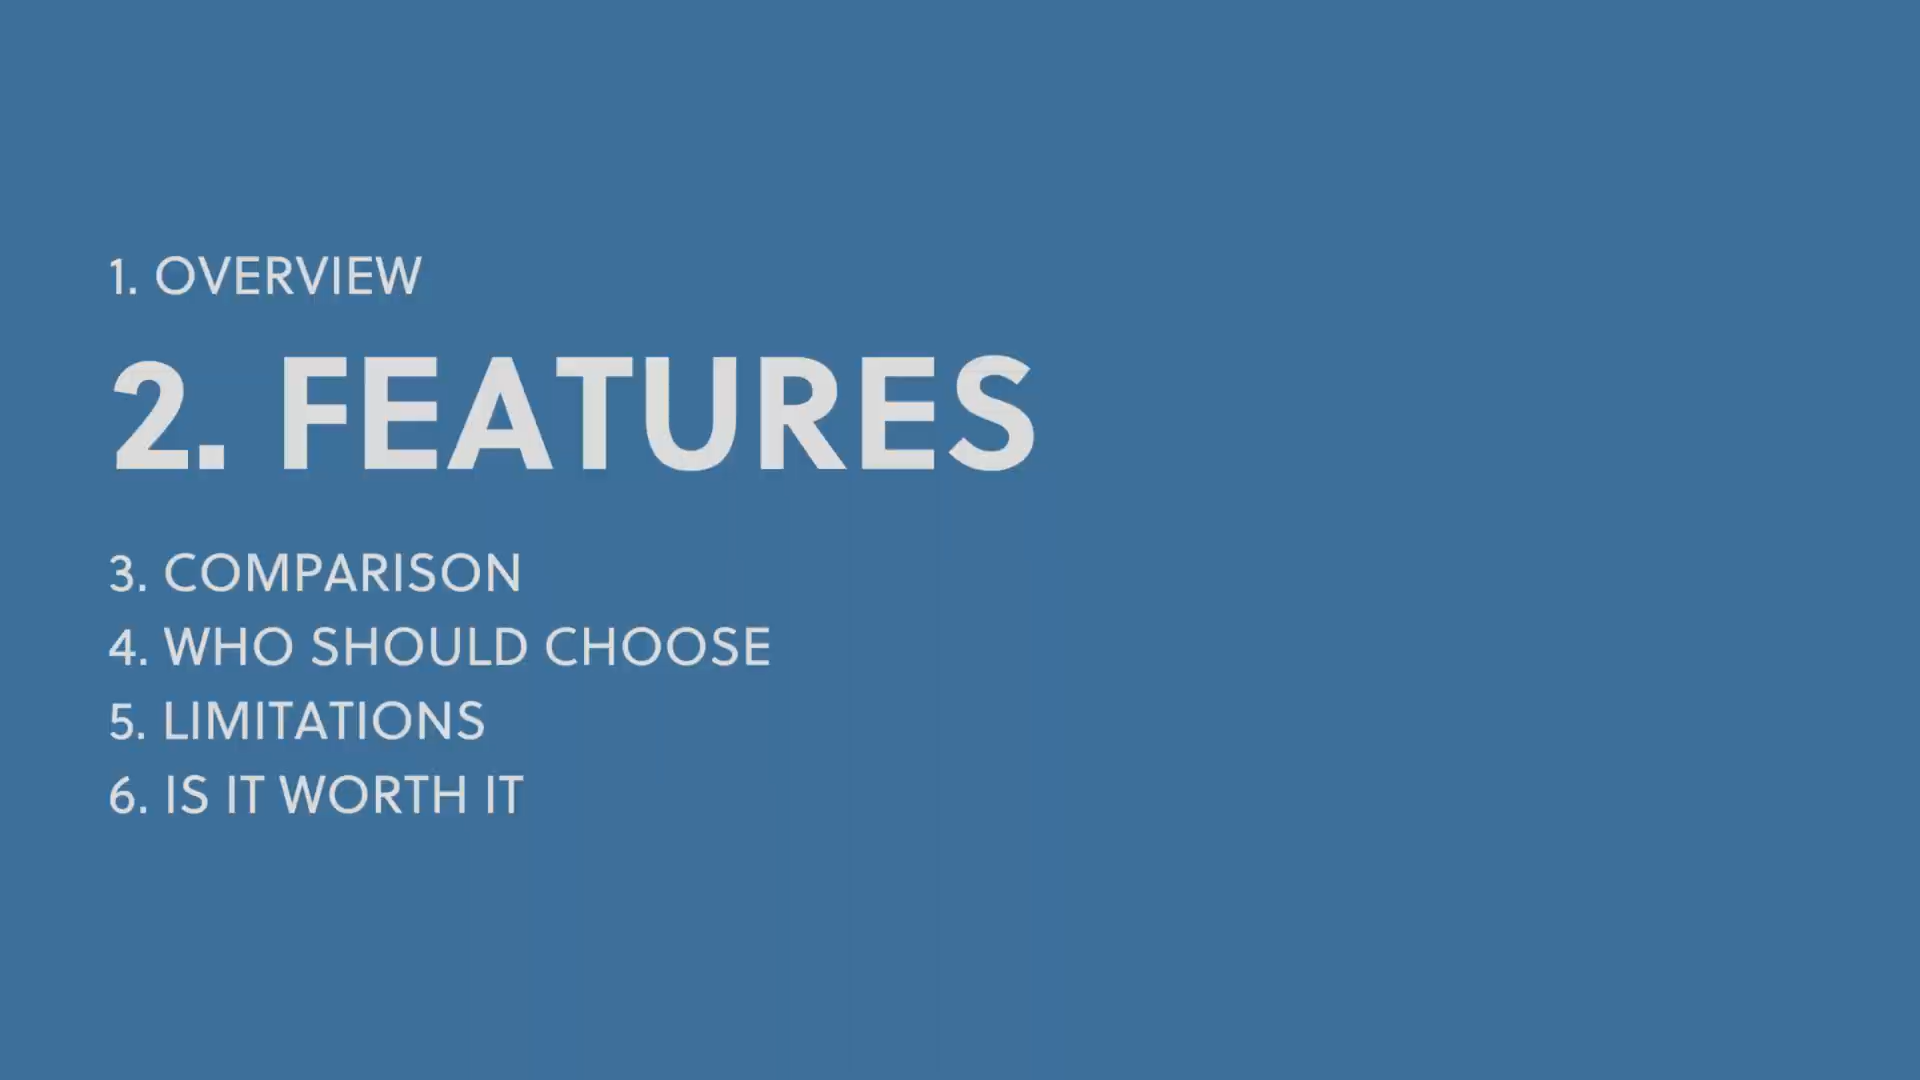 1. OVERVIEW
2. FEATURES
3. COMPARISON
4. WHO SHOULD CHOOSE
5. LIMITATIONS
6. IS IT WORTH IT